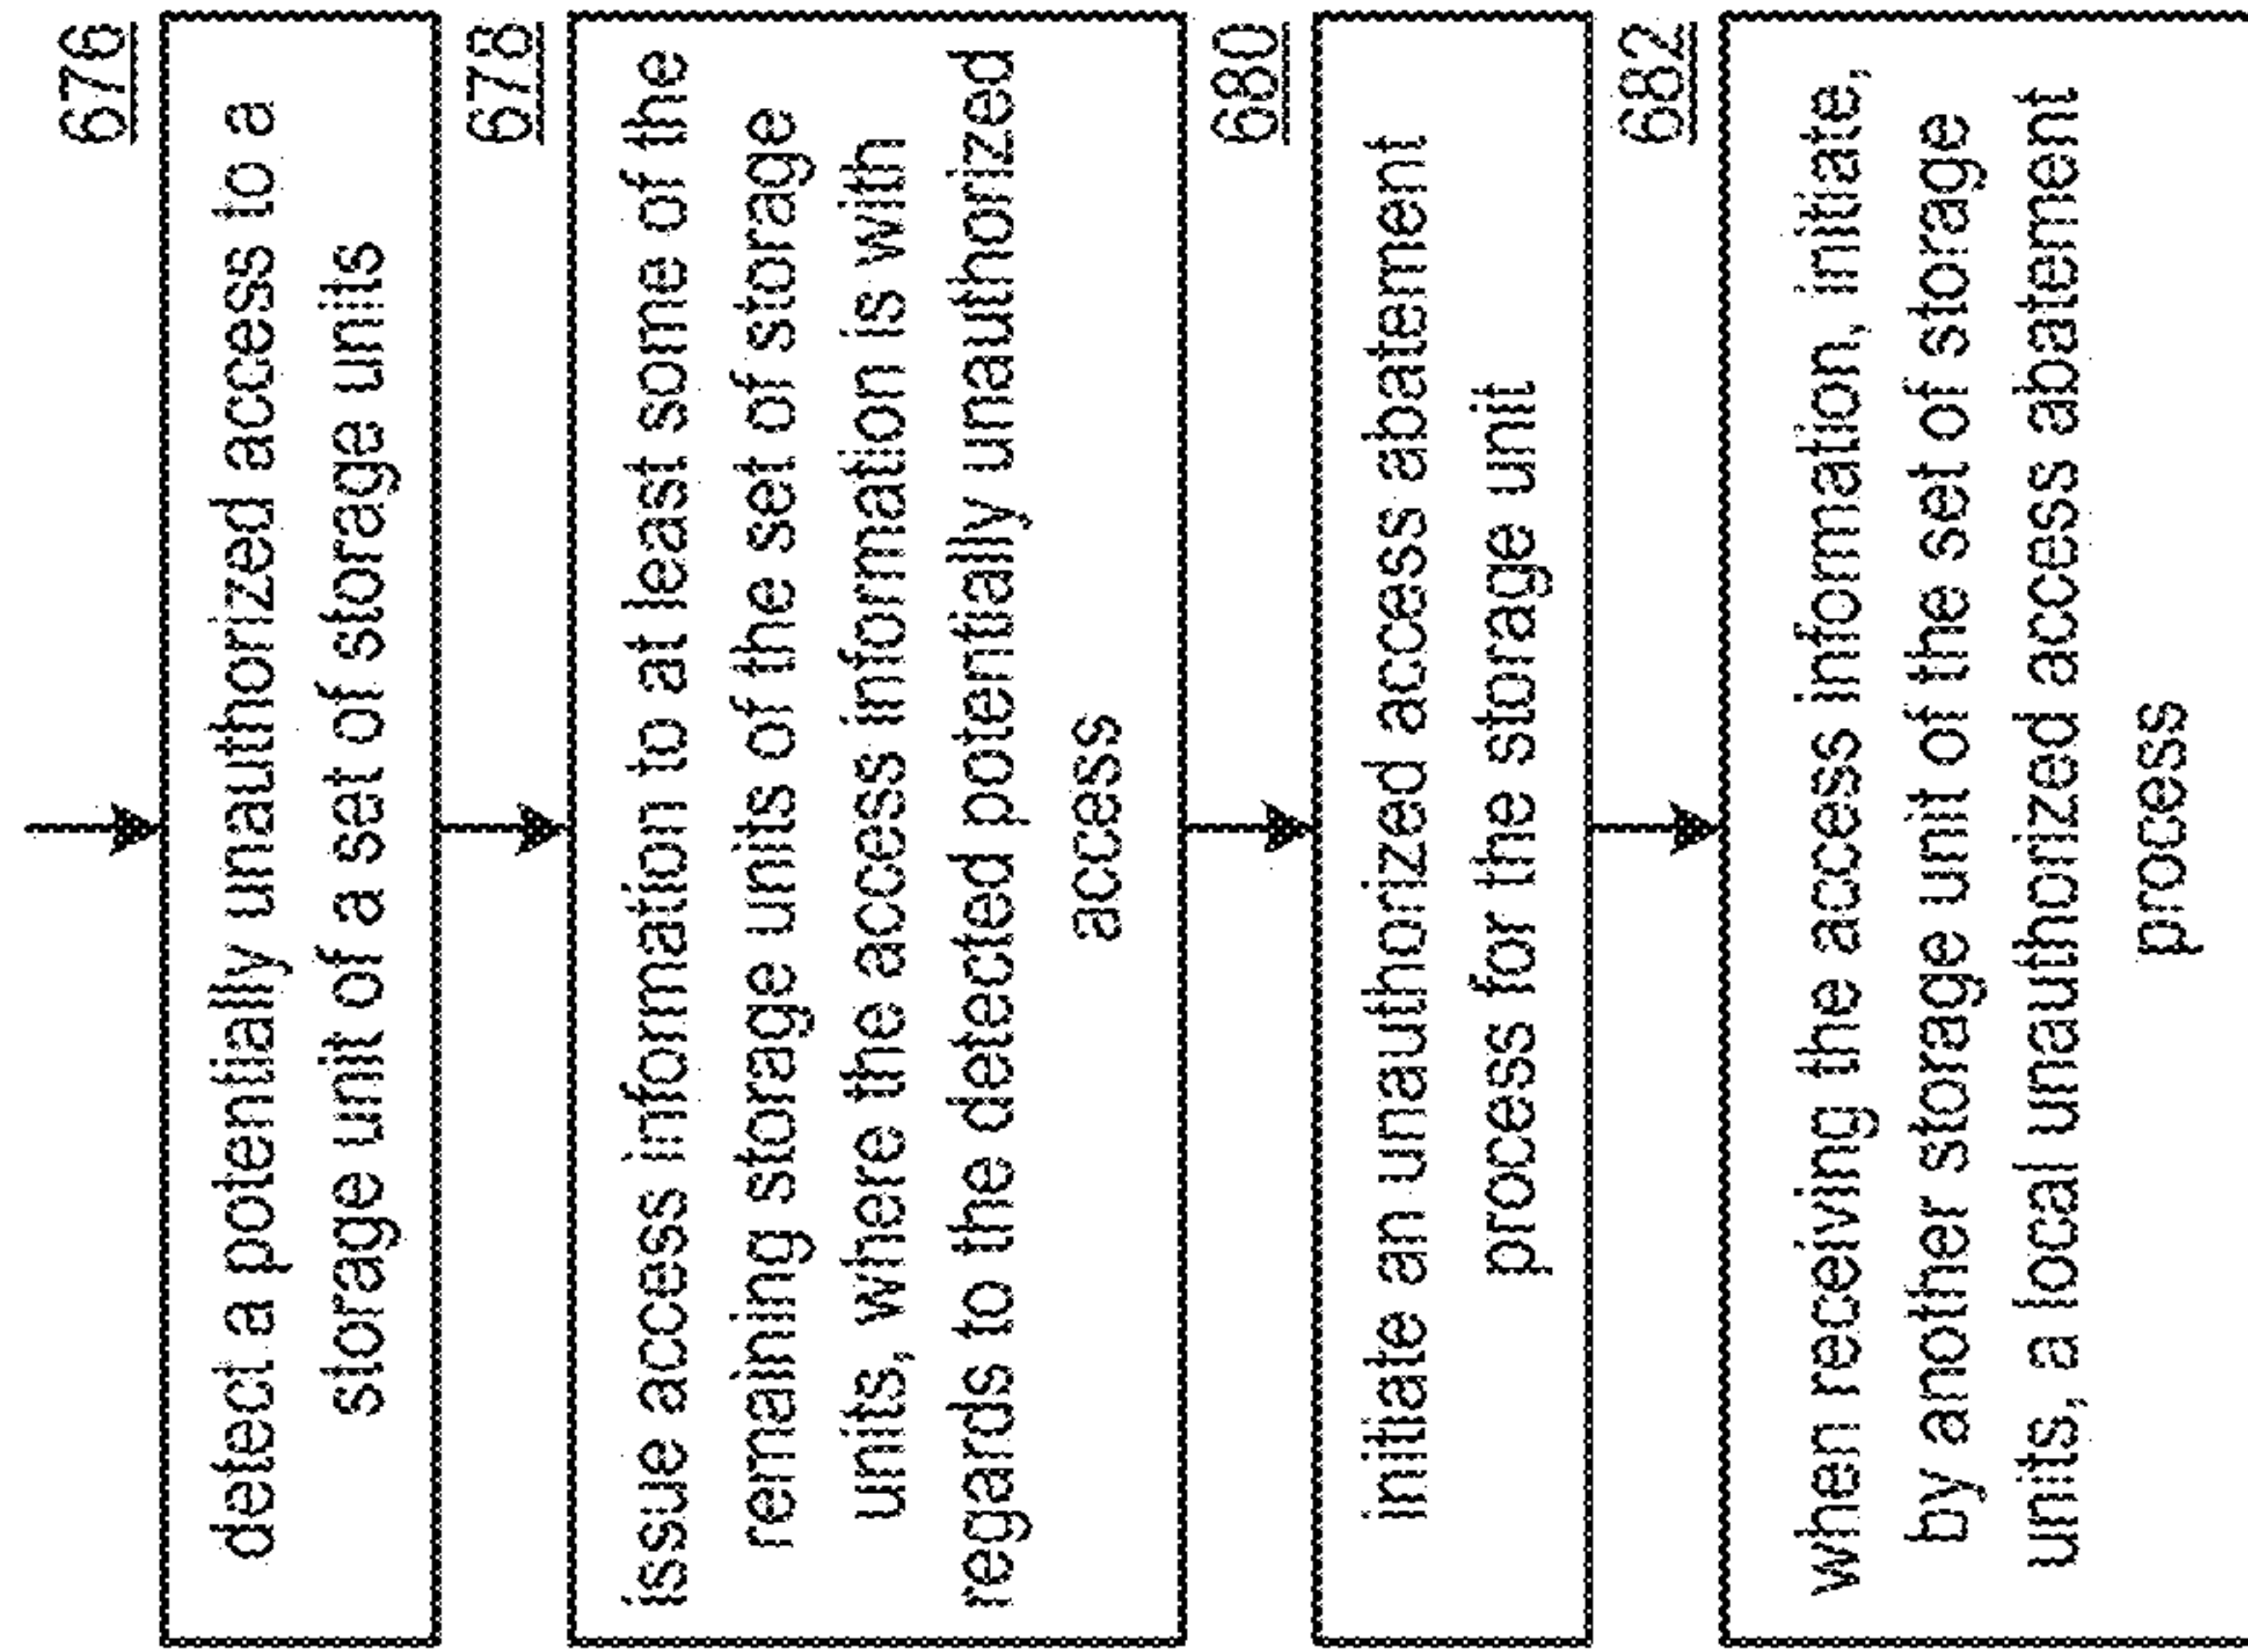 676
detect a potentially unauthorized access to a
storage unit of a set of storage units
678
issue access information to at least some of the
remaining storage units of the set of storage
units, where the access information is with
regards to the detected potentially unauthorized
access
680
initiate an unauthorized access abatement
process for the storage unit
682
when receiving the access information, initiate,
by another storage unit of the set of storage
units, a local unauthorized access abatement
process